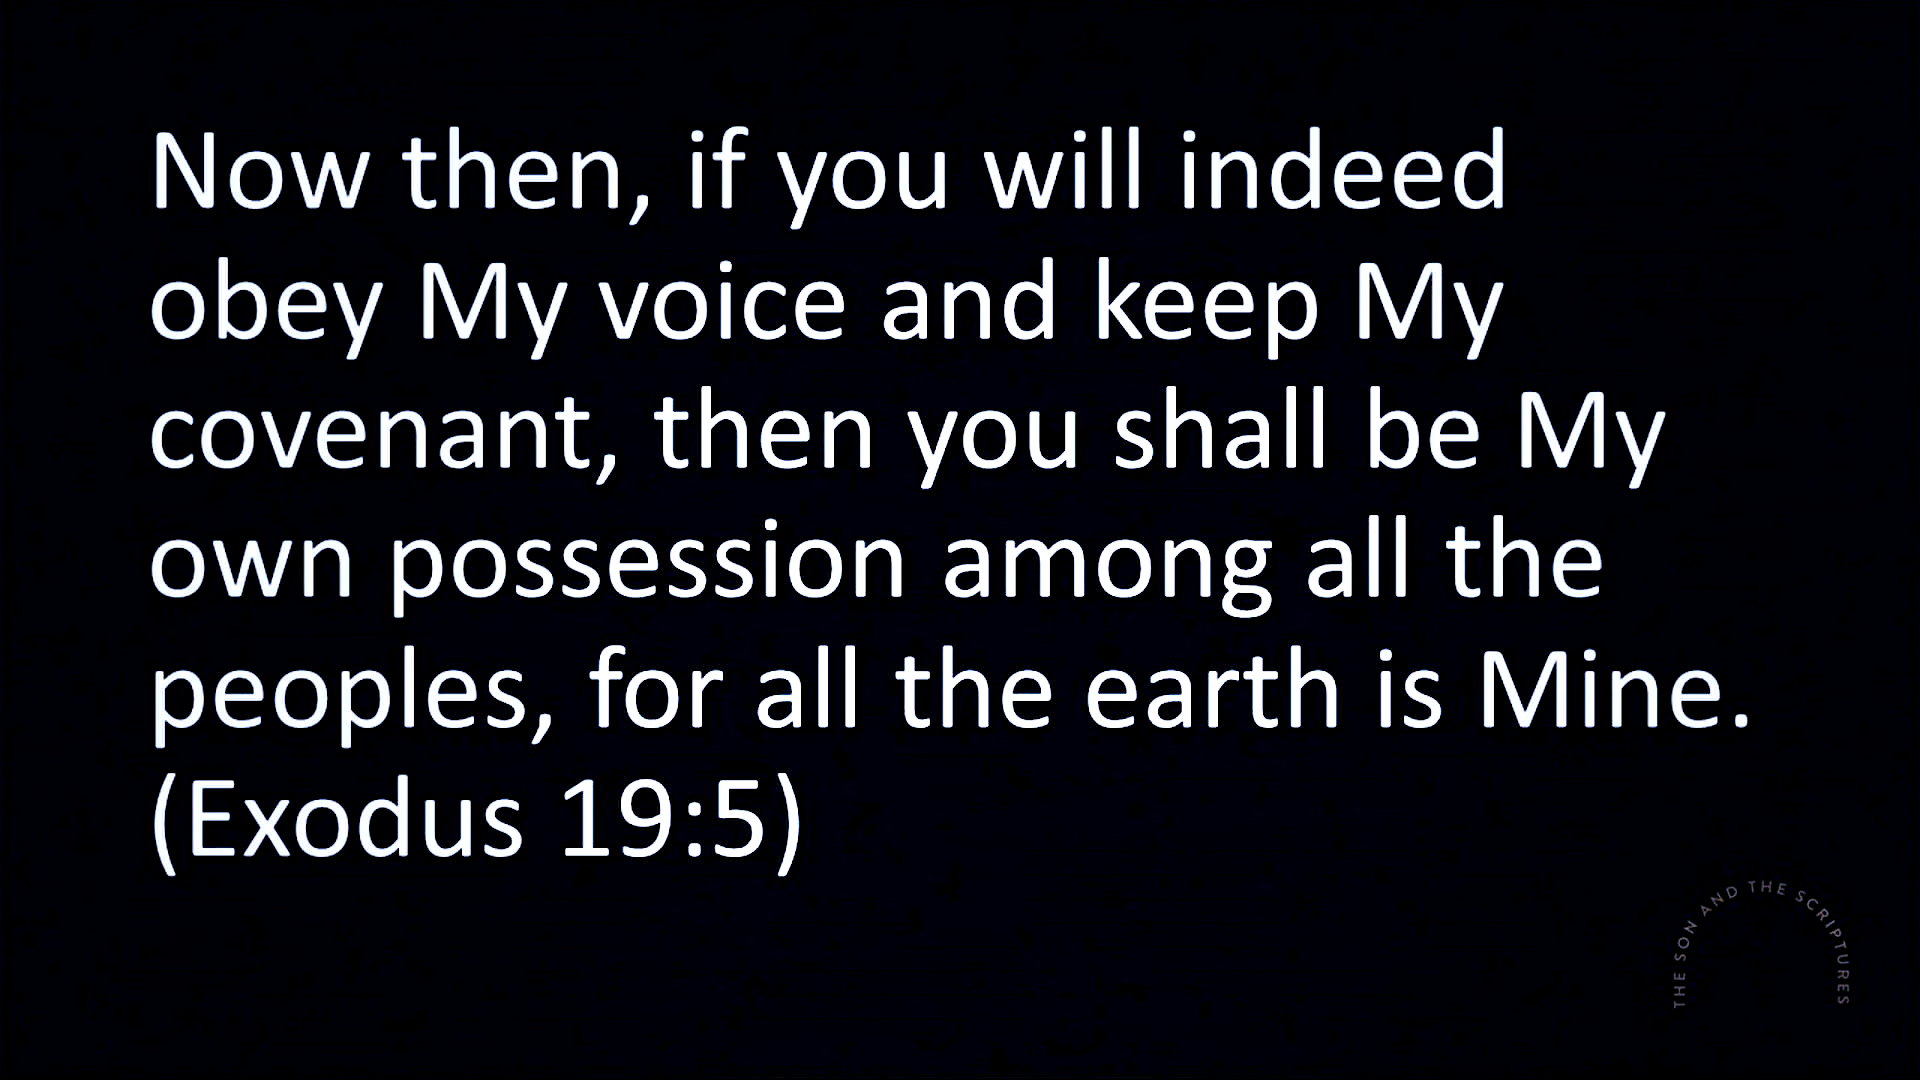 Now then, if you will indeed
obey My voice and keep My
covenant, then you shall be My
own possession among all the
peoples, for all the earth is Mine.
(Exodus 19:5)
THE SON AND THE SCRIPTURES